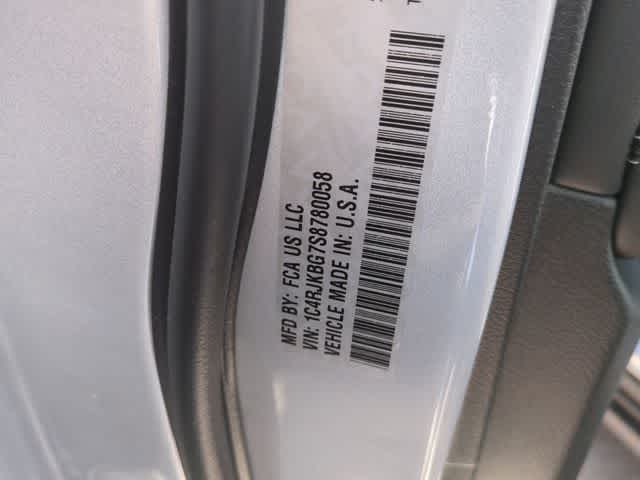 MFD BY: FCA US LLC
VIN: 1C4RJKBG7S8780058
VEHICLE MADE IN: U.S.A.